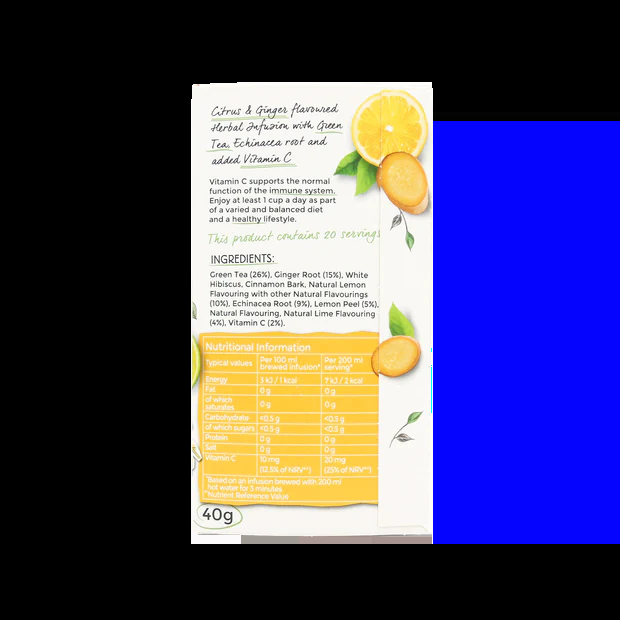 Citrus & Ginger flavoured
Herbal Infusion with Green
Tea, Echinacea root and
added Vitamin C
Vitamin C supports the normal
function of the immune system.
Enjoy at least 1 cup a day as part
of a varied and balanced diet
and a healthy lifestyle.
This product contains 20 servings
INGREDIENTS:
Green Tea (26%), Ginger Root (15%), White
Hibiscus, Cinnamon Bark, Natural Lemon
Flavouring with other Natural Flavourings
(10%), Echinacea Root (9%), Lemon Peel (5%),
Natural Flavouring, Natural Lime Flavouring
(4%), Vitamin C (2%).
Nutritional Information
Typical values Per 100 ml brewed infusion* Per 200 ml serving*
Energy 3 kJ / 1 kcal 7 kJ / 2 kcal
Fat 0 g 0 g
of which saturates 0 g 0 g
Carbohydrate <0.5 g <0.5 g
of which sugars <0.5 g <0.5 g
Protein 0 g 0 g
Salt 0 g 0 g
Vitamin C 10 mg (12.5% of NRV**) 20 mg (25% of NRV**)
*Based on an infusion brewed with 200 ml
hot water for 3 minutes
**Nutrient Reference Value
40g